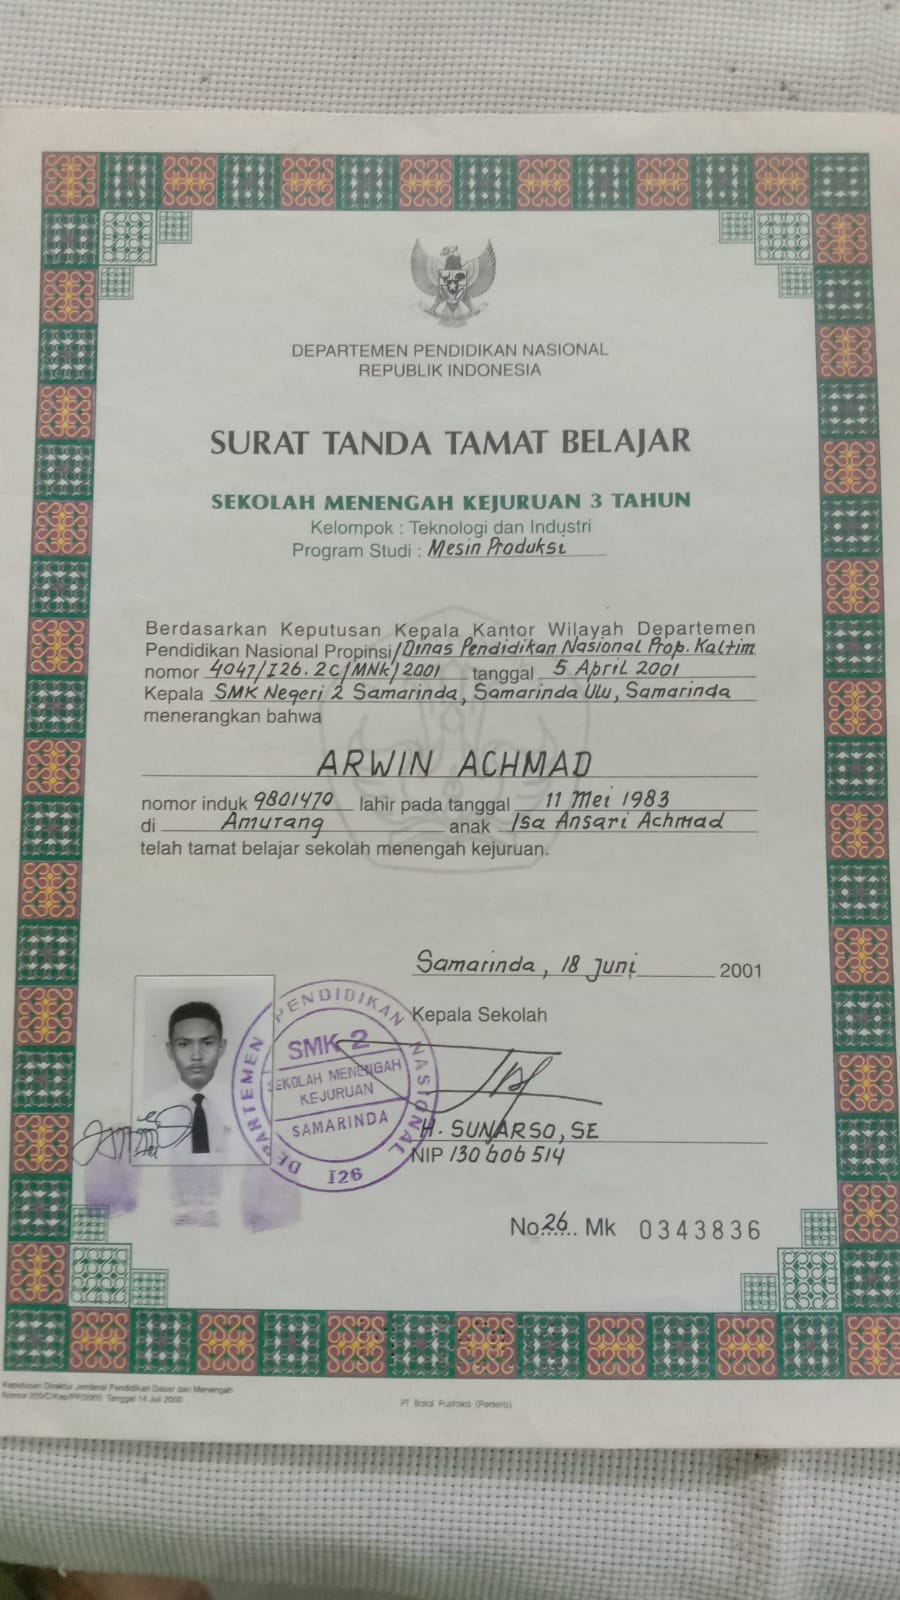 DEPARTEMEN PENDIDIKAN NASIONAL
REPUBLIK INDONESIA
SURAT TANDA TAMAT BELAJAR
SEKOLAH MENENGAH KEJURUAN 3 TAHUN
Kelompok : Teknologi dan Industri
Program Studi : Mesin Produksi
Berdasarkan Keputusan Kepala Kantor Wilayah Departemen
Pendidikan Nasional Propinsi/Dinas Pendidikan Nasional Prop. Kaltim
nomor 4047/I26.2C/MNk/2001 tanggal 5 April 2001
Kepala SMK Negeri 2 Samarinda, Samarinda Ulu, Samarinda
menerangkan bahwa
ARWIN ACHMAD
nomor induk 9801470 lahir pada tanggal 11 Mei 1983
di Amurang anak Isa Ansari Achmad
telah tamat belajar sekolah menengah kejuruan.
Samarinda, 18 Juni 2001
Kepala Sekolah
DEPARTEMEN PENDIDIKAN NASIONAL
SMK 2
SEKOLAH MENENGAH
KEJURUAN
SAMARINDA
I26
H. SUNARSO, SE
NIP 130 606 514
No. 26 Mk 0343836
Keputusan Direktur Jenderal Pendidikan Dasar dan Menengah
Nomor 205/C/Kep/PP/2000 Tanggal 14 Juli 2000
PT Balai Pustaka (Persero)